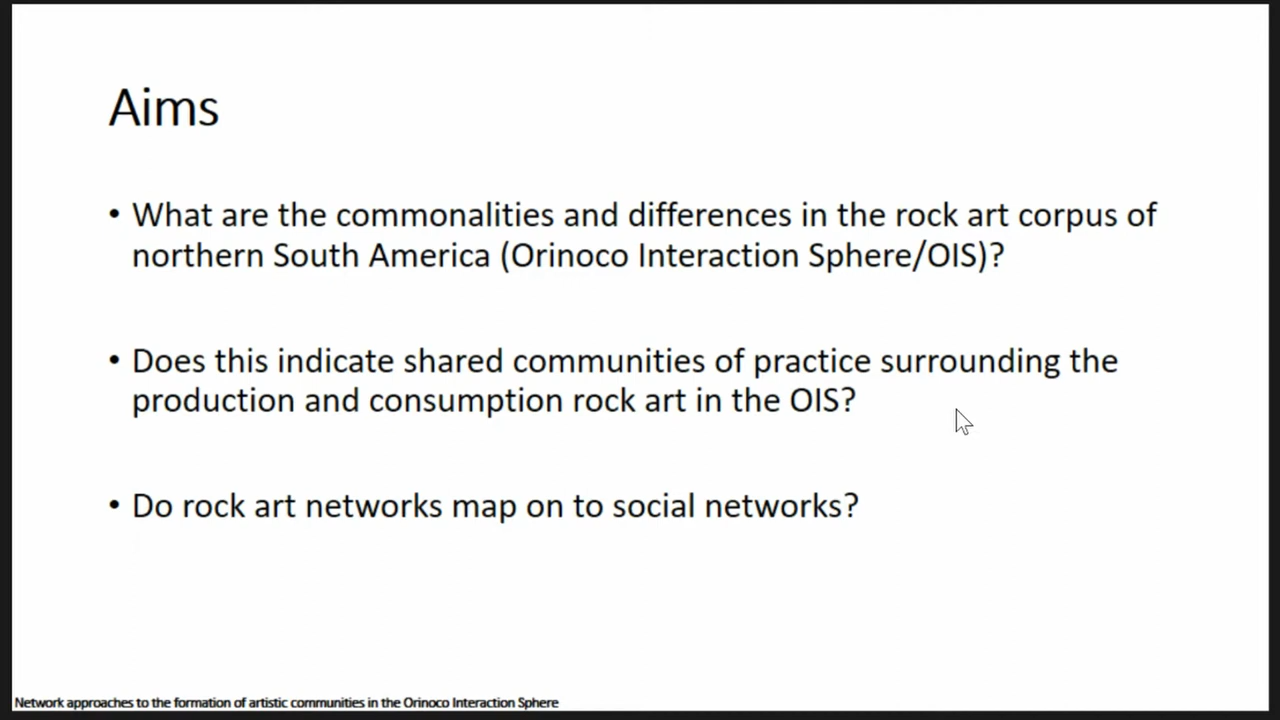 Aims
• What are the commonalities and differences in the rock art corpus of
northern South America (Orinoco Interaction Sphere/OIS)?
• Does this indicate shared communities of practice surrounding the
production and consumption rock art in the OIS?
• Do rock art networks map on to social networks?
Network approaches to the formation of artistic communities in the Orinoco Interaction Sphere